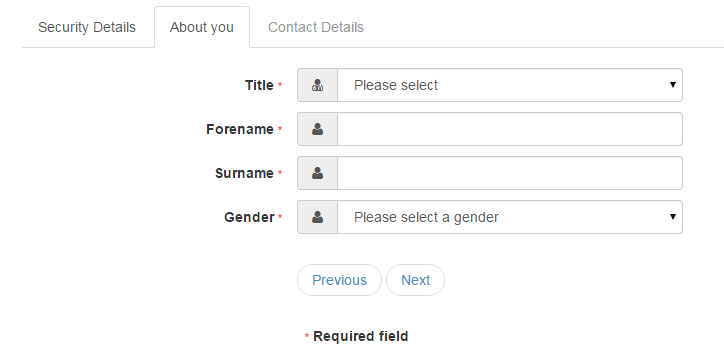 Security Details About you Contact Details
Title *
Please select
Forename *
Surname *
Gender *
Please select a gender
Previous Next
* Required field